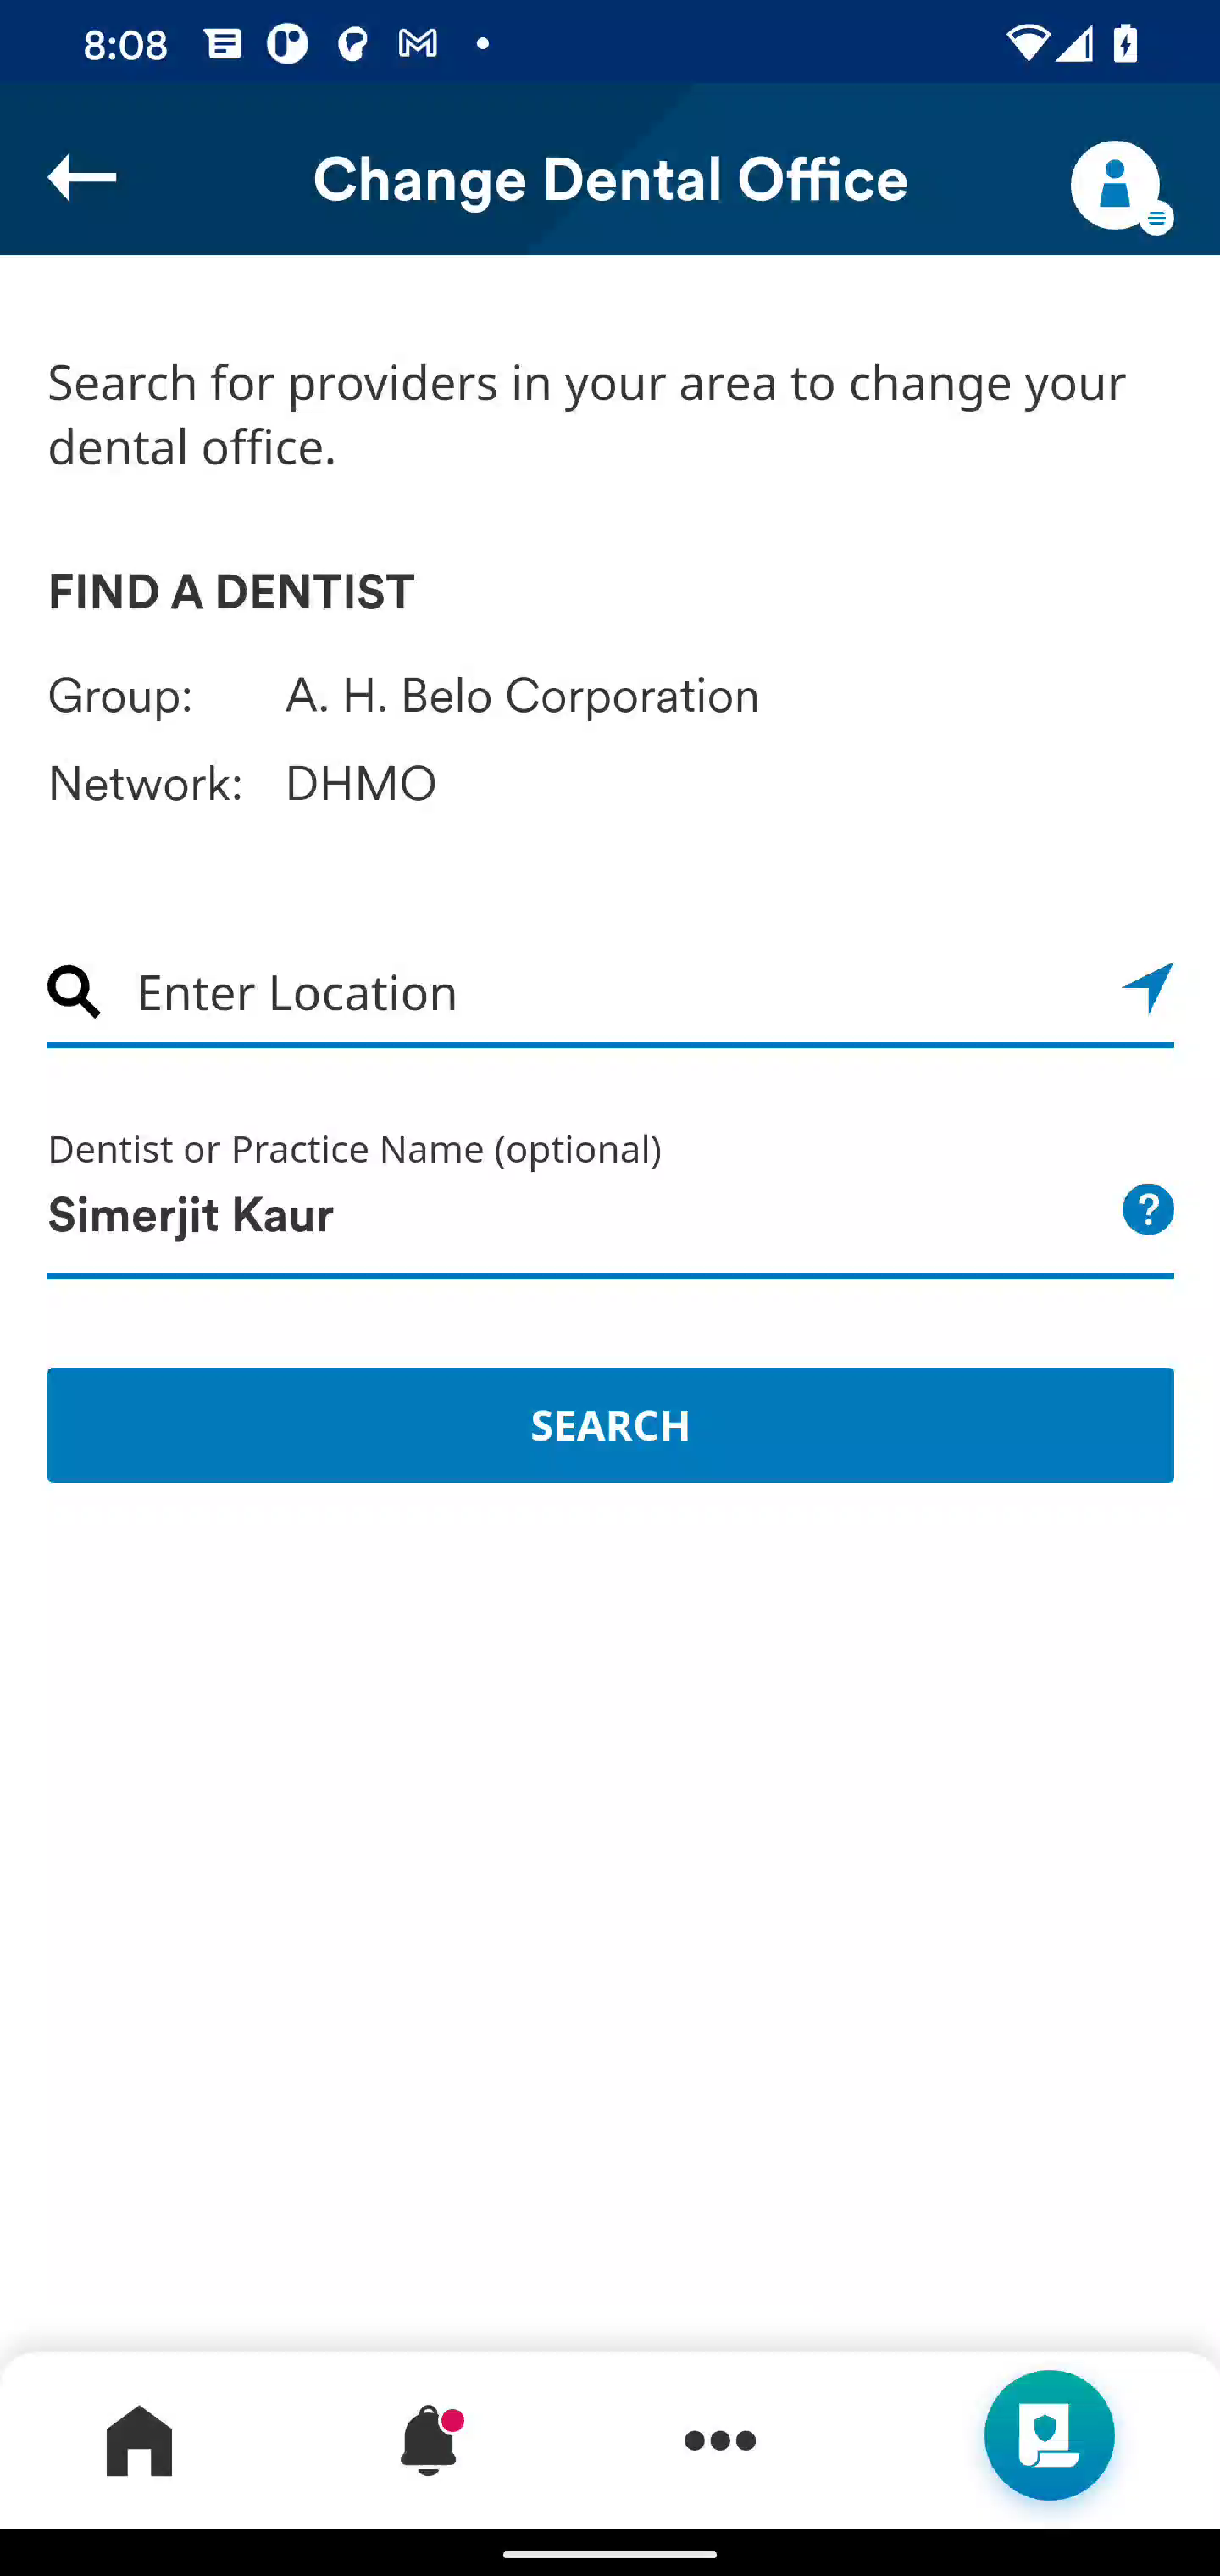 8:08
Change Dental Office
Search for providers in your area to change your
dental office.
FIND A DENTIST
Group: A. H. Belo Corporation
Network: DHMO
Enter Location
Dentist or Practice Name (optional)
Simerjit Kaur
?
SEARCH